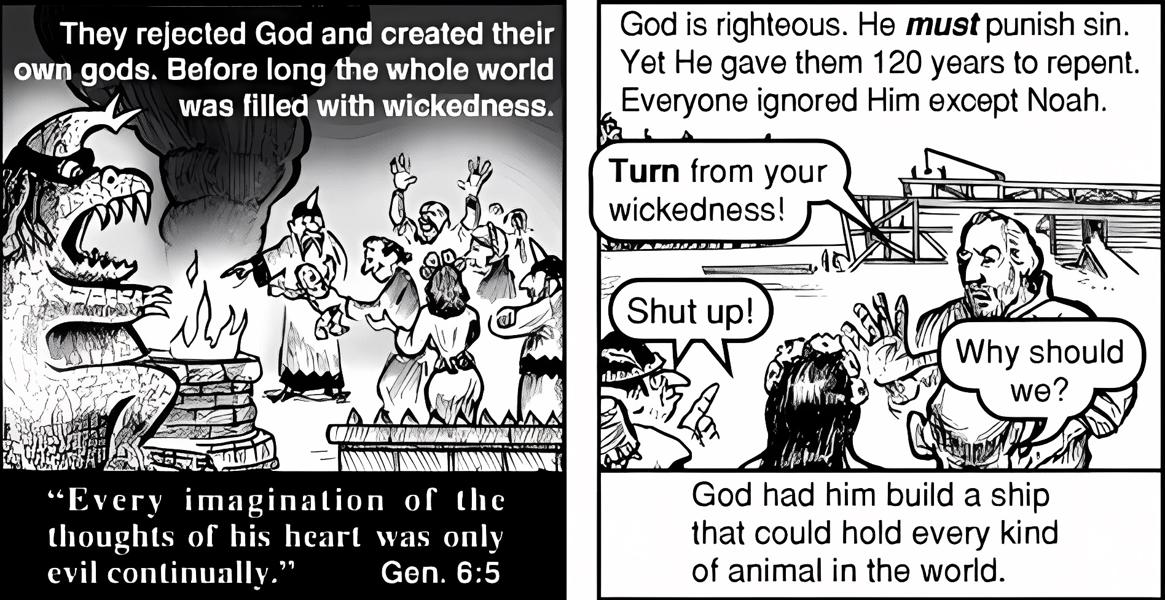 They rejected God and created their
own gods. Before long the whole world
was filled with wickedness.
“Every imagination of the
thoughts of his heart was only
evil continually.” Gen. 6:5
God is righteous. He must punish sin.
Yet He gave them 120 years to repent.
Everyone ignored Him except Noah.
Turn from your
wickedness!
Shut up!
Why should
we?
God had him build a ship
that could hold every kind
of animal in the world.